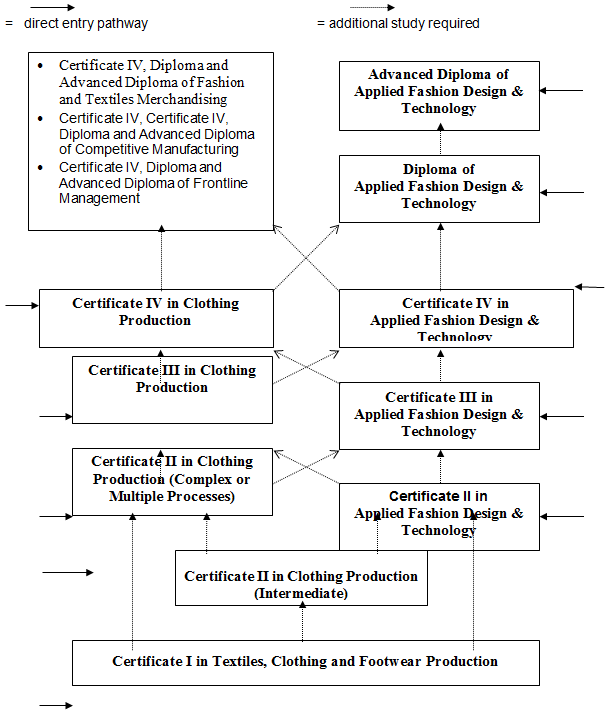 = direct entry pathway
= additional study required
• Certificate IV, Diploma and
Advanced Diploma of Fashion
and Textiles Merchandising
• Certificate IV, Certificate IV,
Diploma and Advanced Diploma
of Competitive Manufacturing
• Certificate IV, Diploma and
Advanced Diploma of Frontline
Management
Advanced Diploma of
Applied Fashion Design &
Technology
Diploma of
Applied Fashion Design &
Technology
Certificate IV in Clothing
Production
Certificate IV in
Applied Fashion Design &
Technology
Certificate III in Clothing
Production
Certificate III in
Applied Fashion Design &
Technology
Certificate II in Clothing
Production (Complex or
Multiple Processes)
Certificate II in
Applied Fashion Design &
Technology
Certificate II in Clothing Production
(Intermediate)
Certificate I in Textiles, Clothing and Footwear Production